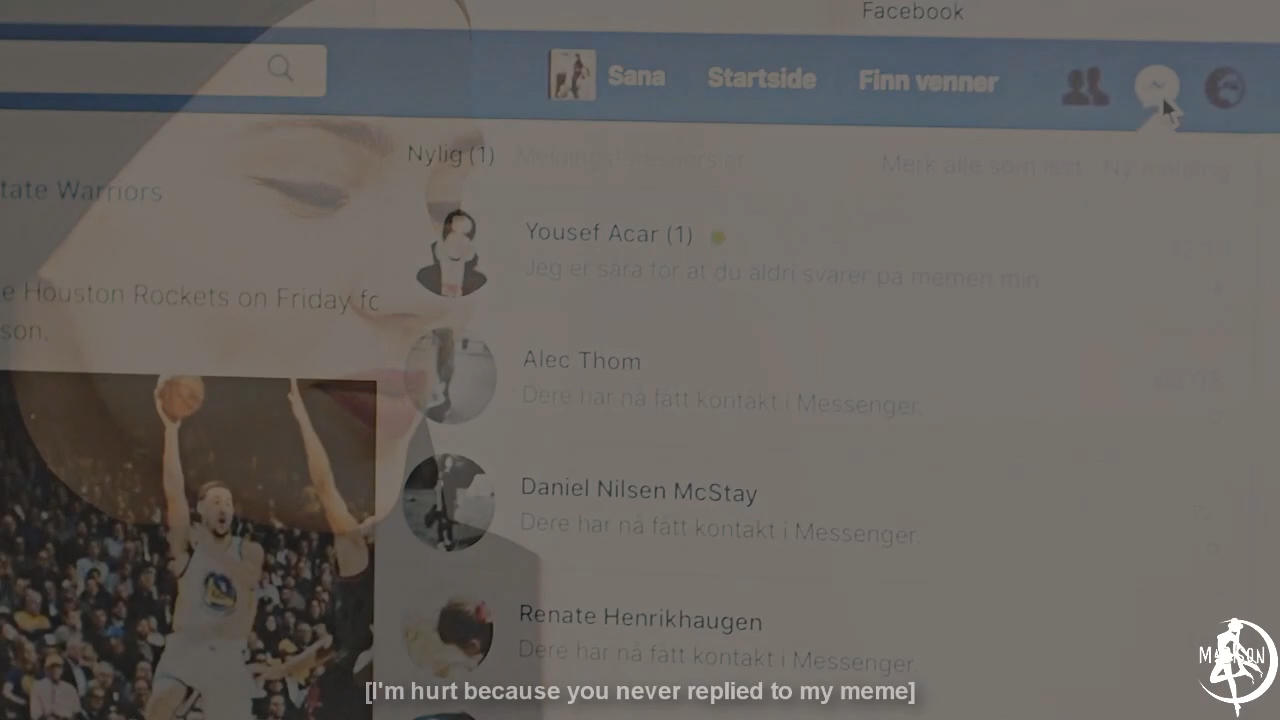 Facebook
Sana Startside Finn venner
Nylig (1) Meldingsforespørsler Merk alle som lest Ny melding
tate Warriors
Yousef Acar (1)
Jeg er såra for at du aldri svarer på memen min
e Houston Rockets on Friday fo
son.
Alec Thom
Dere har nå fått kontakt i Messenger.
Daniel Nilsen McStay
Dere har nå fått kontakt i Messenger.
Renate Henrikhaugen
Dere har nå fått kontakt i Messenger.
[I'm hurt because you never replied to my meme]